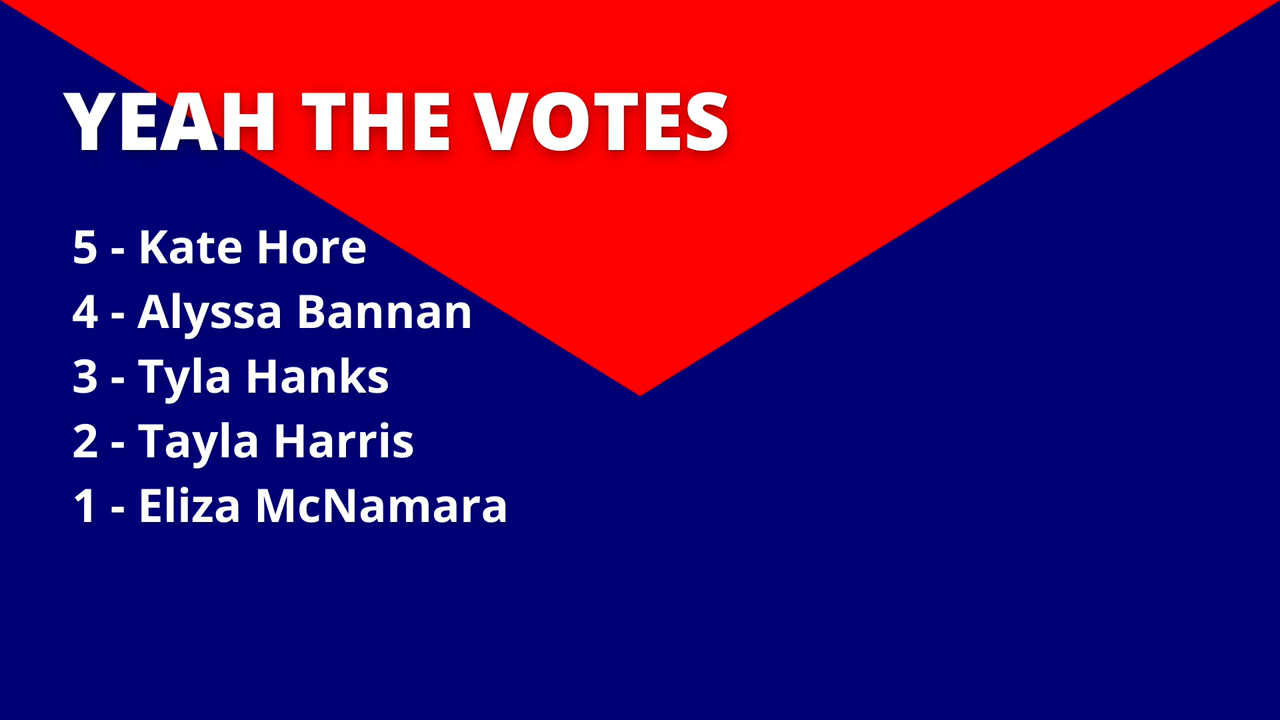 YEAH THE VOTES
5 - Kate Hore
4 - Alyssa Bannan
3 - Tyla Hanks
2 - Tayla Harris
1 - Eliza McNamara